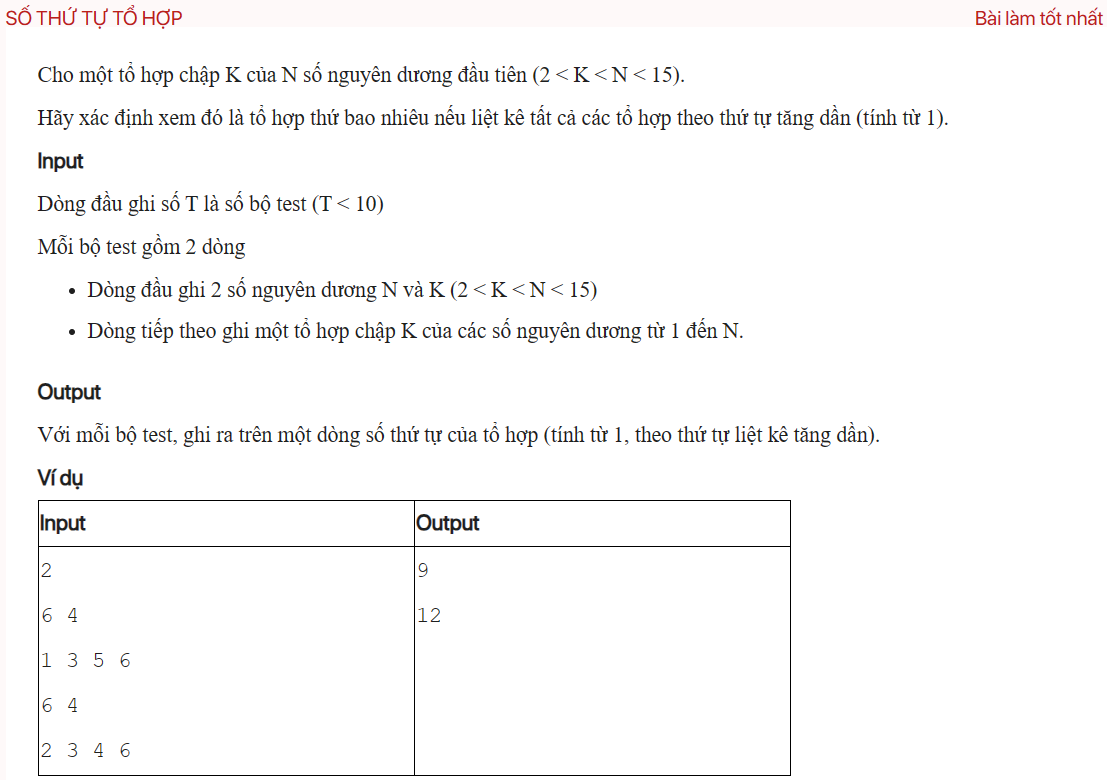 SỐ THỨ TỰ TỔ HỢP Bài làm tốt nhất
Cho một tổ hợp chập K của N số nguyên dương đầu tiên (2 < K < N < 15).
Hãy xác định xem đó là tổ hợp thứ bao nhiêu nếu liệt kê tất cả các tổ hợp theo thứ tự tăng dần (tính từ 1).
Input
Dòng đầu ghi số T là số bộ test (T < 10)
Mỗi bộ test gồm 2 dòng
• Dòng đầu ghi 2 số nguyên dương N và K (2 < K < N < 15)
• Dòng tiếp theo ghi một tổ hợp chập K của các số nguyên dương từ 1 đến N.
Output
Với mỗi bộ test, ghi ra trên một dòng số thứ tự của tổ hợp (tính từ 1, theo thứ tự liệt kê tăng dần).
Ví dụ
Input Output
2 9
6 4 12
1 3 5 6
6 4
2 3 4 6